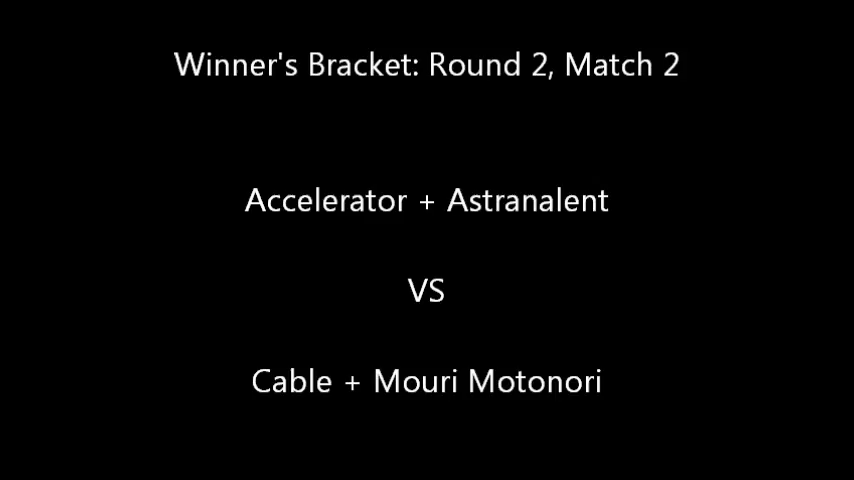 Winner's Bracket: Round 2, Match 2
Accelerator + Astranalent
VS
Cable + Mouri Motonori